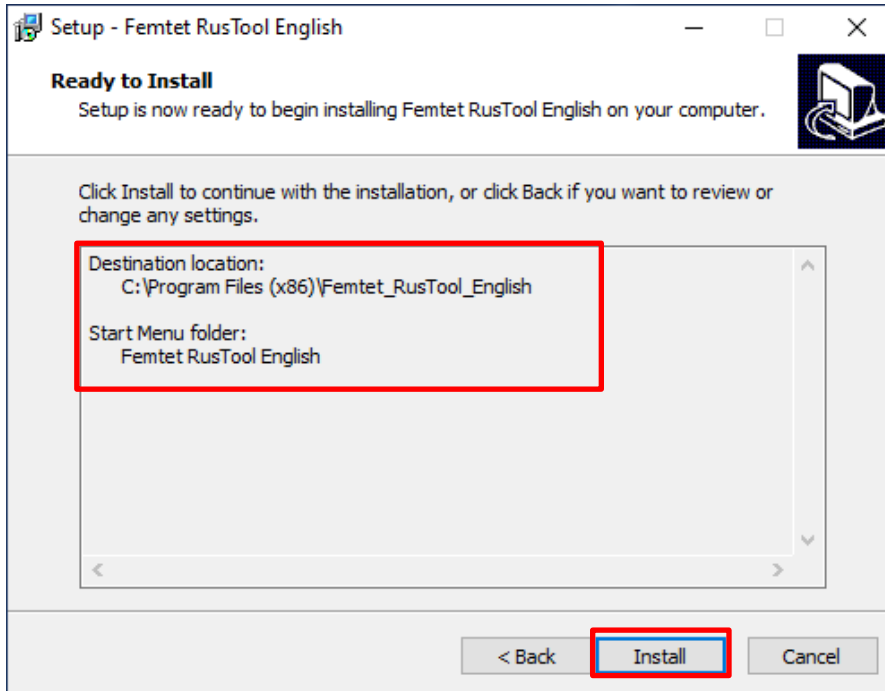 Setup - Femtet RusTool English
Ready to Install
Setup is now ready to begin installing Femtet RusTool English on your computer.
Click Install to continue with the installation, or click Back if you want to review or
change any settings.
Destination location:
C:\Program Files (x86)\Femtet_RusTool_English
Start Menu folder:
Femtet RusTool English
< Back
Install
Cancel